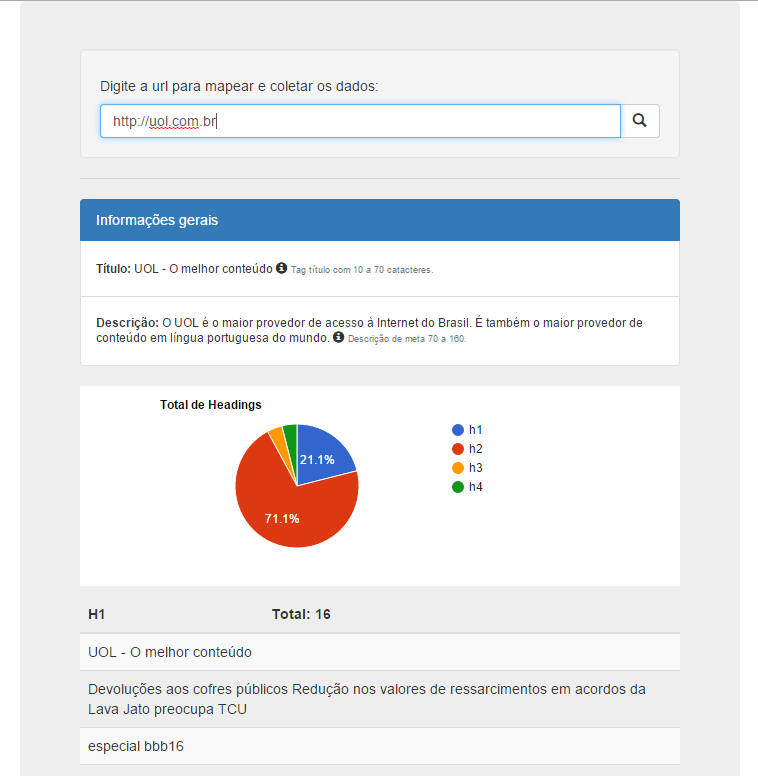 Digite a url para mapear e coletar os dados:
http://uol.com.br
Informações gerais
Título: UOL - O melhor conteúdo Tag título com 10 a 70 catacteres.
Descrição: O UOL é o maior provedor de acesso à Internet do Brasil. É também o maior provedor de
conteúdo em língua portuguesa do mundo. Descrição de meta 70 a 160.
Total de Headings
21.1%
71.1%
h1
h2
h3
h4
H1 Total: 16
UOL - O melhor conteúdo
Devoluções aos cofres públicos Redução nos valores de ressarcimentos em acordos da
Lava Jato preocupa TCU
especial bbb16